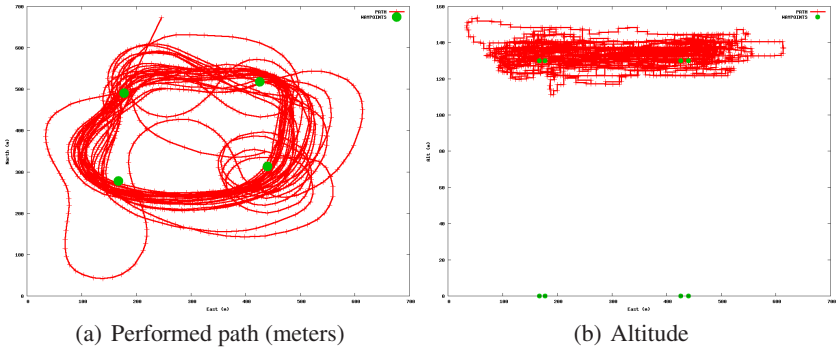 700
600
500
400
300
200
100
0
North (m)
0 100 200 300 400 500 600 700
East (m)
PATH
WAYPOINTS
160
140
120
100
80
60
40
20
0
Alt (m)
0 100 200 300 400 500 600 700
East (m)
PATH
WAYPOINTS
(a) Performed path (meters)
(b) Altitude